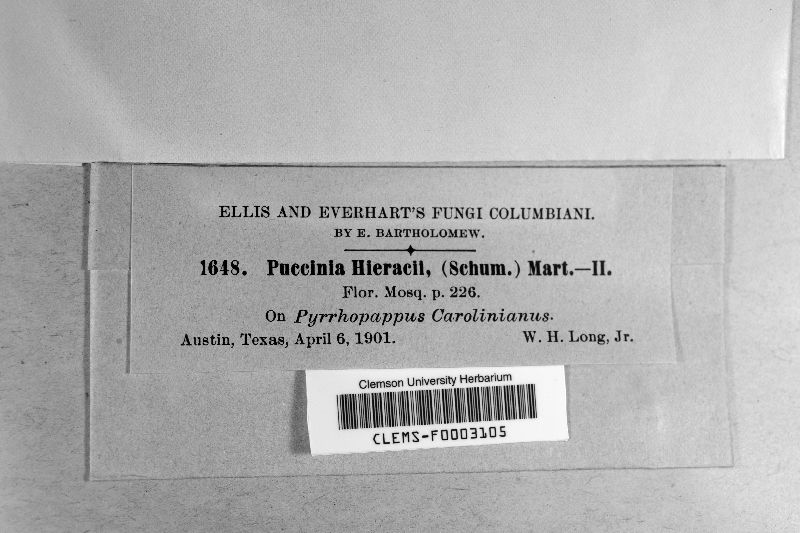 ELLIS AND EVERHART'S FUNGI COLUMBIANI.
BY E. BARTHOLOMEW.
1648. Puccinia Hieracii, (Schum.) Mart.—II.
Flor. Mosq. p. 226.
On Pyrrhopappus Carolinianus.
Austin, Texas, April 6, 1901. W. H. Long, Jr.
Clemson University Herbarium
CLEMS-F0003105